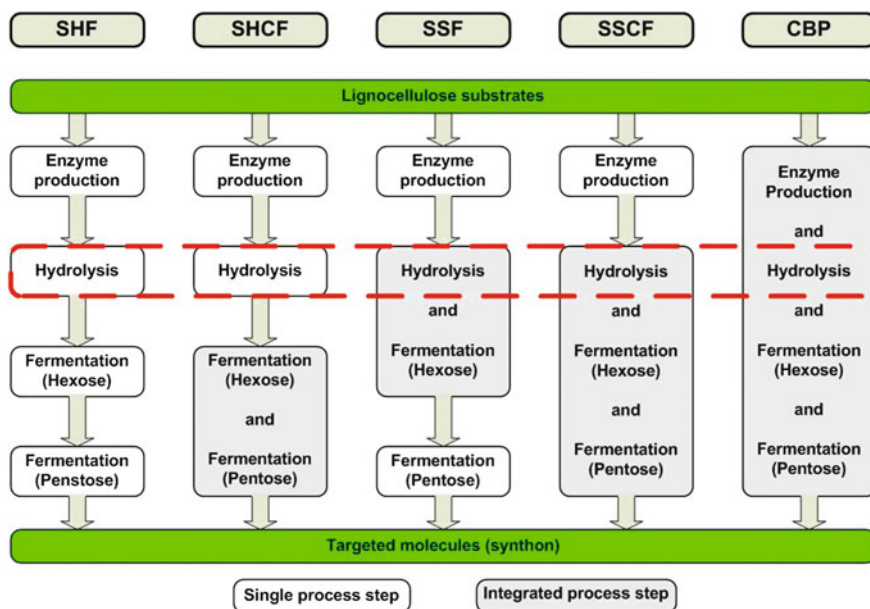 SHF SHCF SSF SSCF CBP
Lignocellulose substrates
Enzyme
production
Enzyme
production
Enzyme
production
Enzyme
production
Enzyme
Production
and
Hydrolysis
Hydrolysis
Hydrolysis
Hydrolysis
Hydrolysis
and
and
and
Fermentation
(Hexose)
Fermentation
(Hexose)
Fermentation
(Hexose)
Fermentation
(Hexose)
Fermentation
(Hexose)
and
and
and
Fermentation
(Penstose)
Fermentation
(Pentose)
Fermentation
(Pentose)
Fermentation
(Pentose)
Fermentation
(Pentose)
Targeted molecules (synthon)
Single process step
Integrated process step